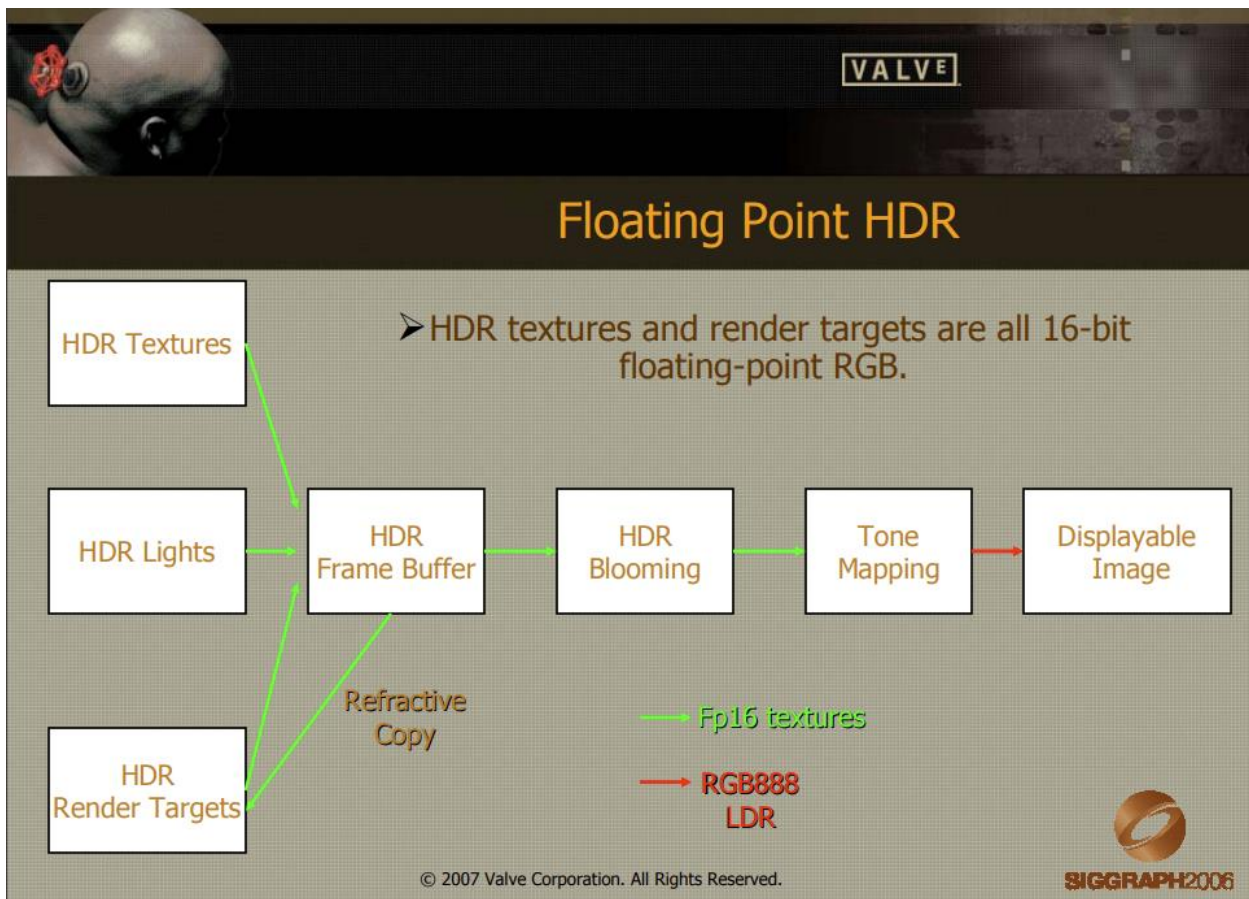 VALVE
Floating Point HDR
HDR Textures
➤HDR textures and render targets are all 16-bit
floating-point RGB.
HDR Lights
HDR
Frame Buffer
HDR
Blooming
Tone
Mapping
Displayable
Image
Refractive
Copy
HDR
Render Targets
Fp16 textures
RGB888
LDR
© 2007 Valve Corporation. All Rights Reserved.
SIGGRAPH2006